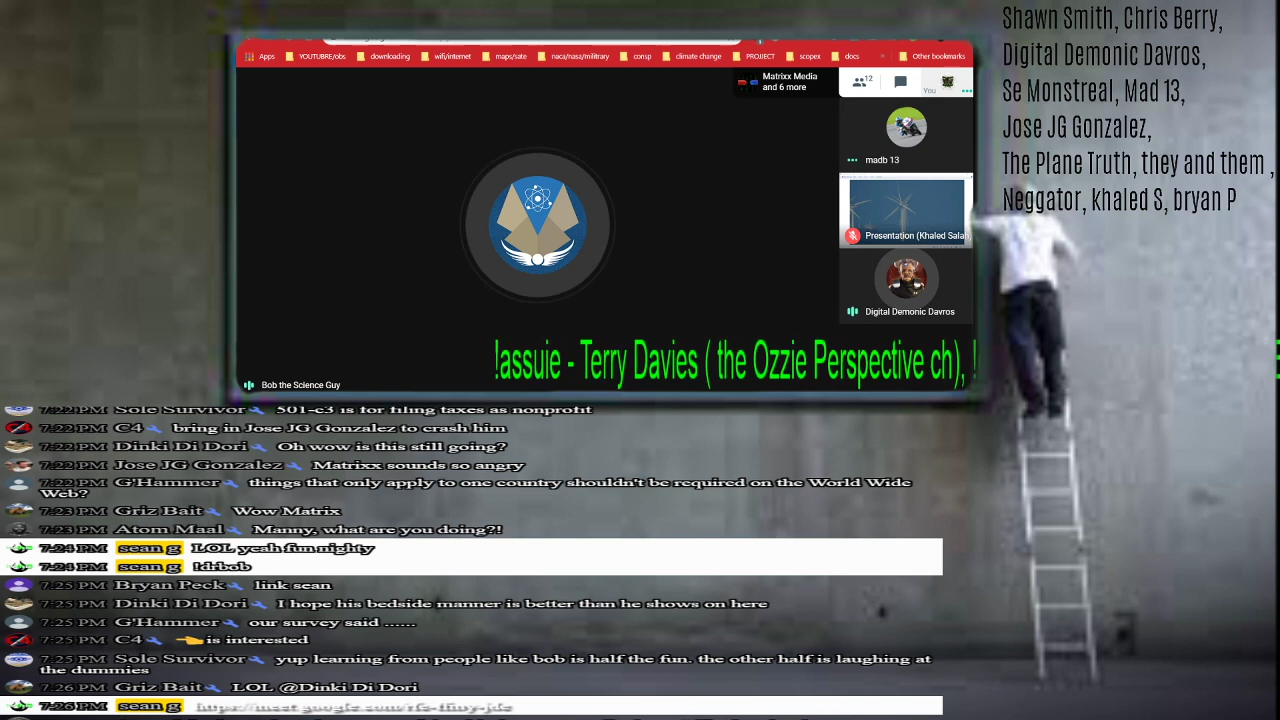 Shawn Smith, Chris Berry,
Digital Demonic Davros,
Se Monstreal, Mad 13,
Jose JG Gonzalez,
The Plane Truth, they and them ,
Neggator, khaled S, bryan P
Apps YOUTUBRE/obs downloading wifi/internet maps/sate naca/nasa/militrary consp climate change PROJECT scopex docs Other bookmarks
Matrixx Media
and 6 more
12
You
madb 13
Presentation (Khaled Salah
Digital Demonic Davros
!assuie - Terry Davies ( the Ozzie Perspective ch), !
Bob the Science Guy
7:22 PM Sole Survivor 501-c3 is for filing taxes as nonprofit
7:22 PM C4 bring in Jose JG Gonzalez to crash him
7:22 PM Dinki Di Dori Oh wow is this still going?
7:22 PM Jose JG Gonzalez Matrixx sounds so angry
7:22 PM G'Hammer things that only apply to one country shouldn't be required on the World Wide
Web?
7:23 PM Griz Bait Wow Matrix
7:23 PM Atom Maal Manny, what are you doing?!
7:24 PM sean g LOL yeah fun nighty
7:24 PM sean g !drbob
7:25 PM Bryan Peck link sean
7:25 PM Dinki Di Dori I hope his bedside manner is better than he shows on here
7:25 PM G'Hammer our survey said ......
7:25 PM C4 👈 is interested
7:25 PM Sole Survivor yup learning from people like bob is half the fun. the other half is laughing at
the dummies
7:26 PM Griz Bait LOL @Dinki Di Dori
7:26 PM sean g